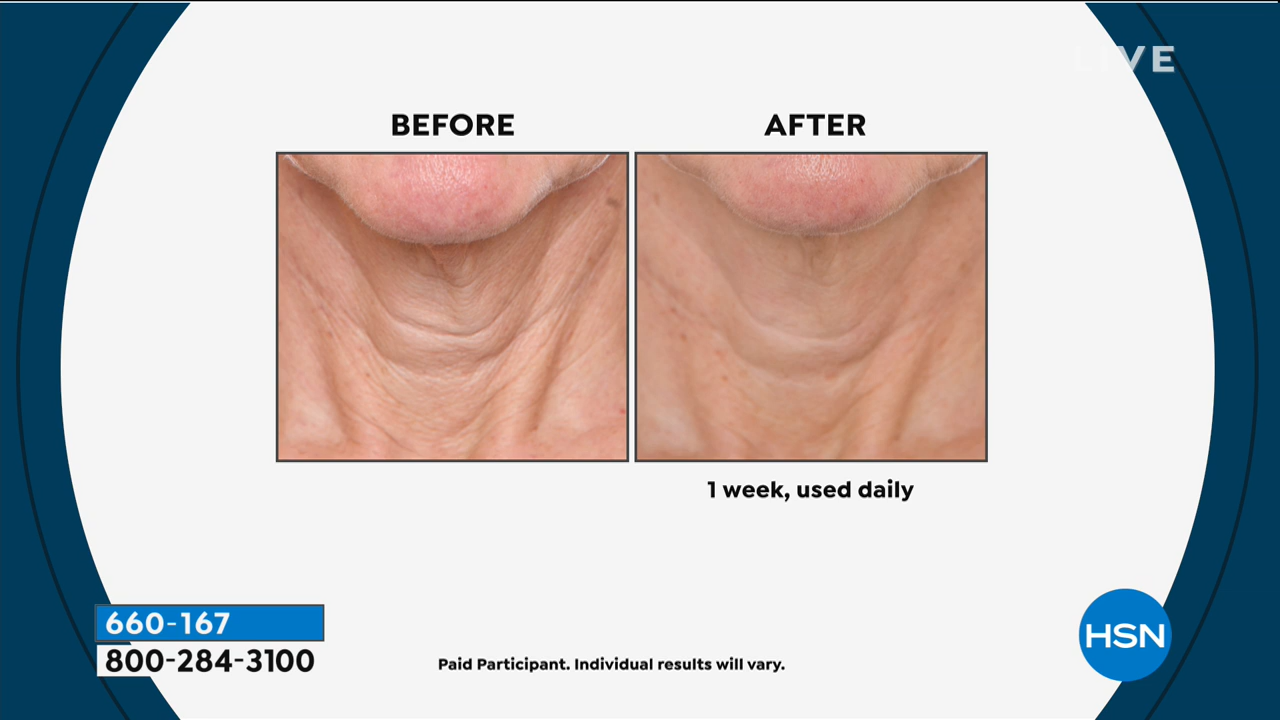 LIVE
BEFORE
AFTER
1 week, used daily
660-167
800-284-3100
Paid Participant. Individual results will vary.
HSN